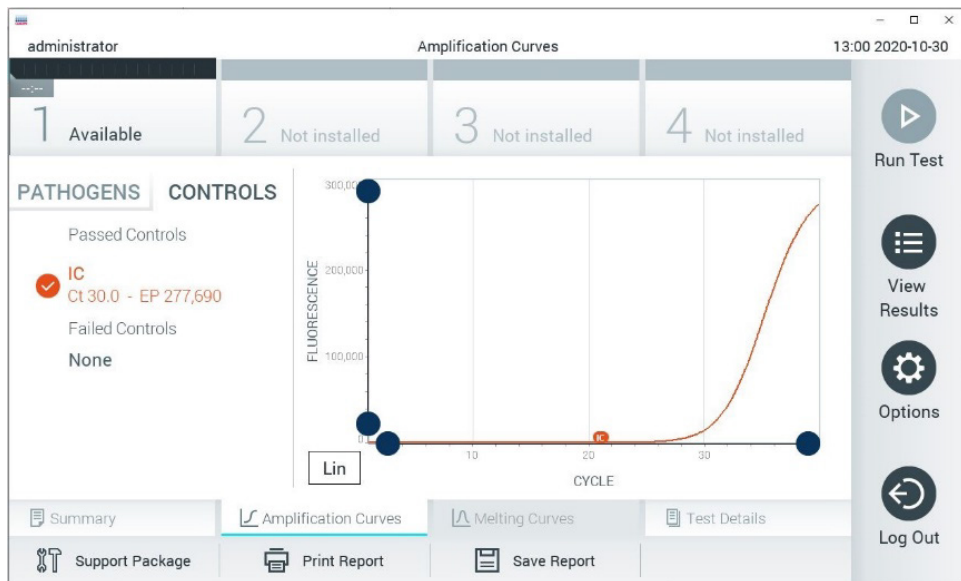 administrator
Amplification Curves
13:00 2020-10-30
--:--
1 Available
2 Not installed
3 Not installed
4 Not installed
Run Test
PATHOGENS
CONTROLS
Passed Controls
IC
Ct 30.0 - EP 277,690
Failed Controls
None
FLUORESCENCE
300,000
200,000
100,000
0
IC
10
20
30
CYCLE
Lin
View
Results
Options
Log Out
Summary
Amplification Curves
Melting Curves
Test Details
Support Package
Print Report
Save Report